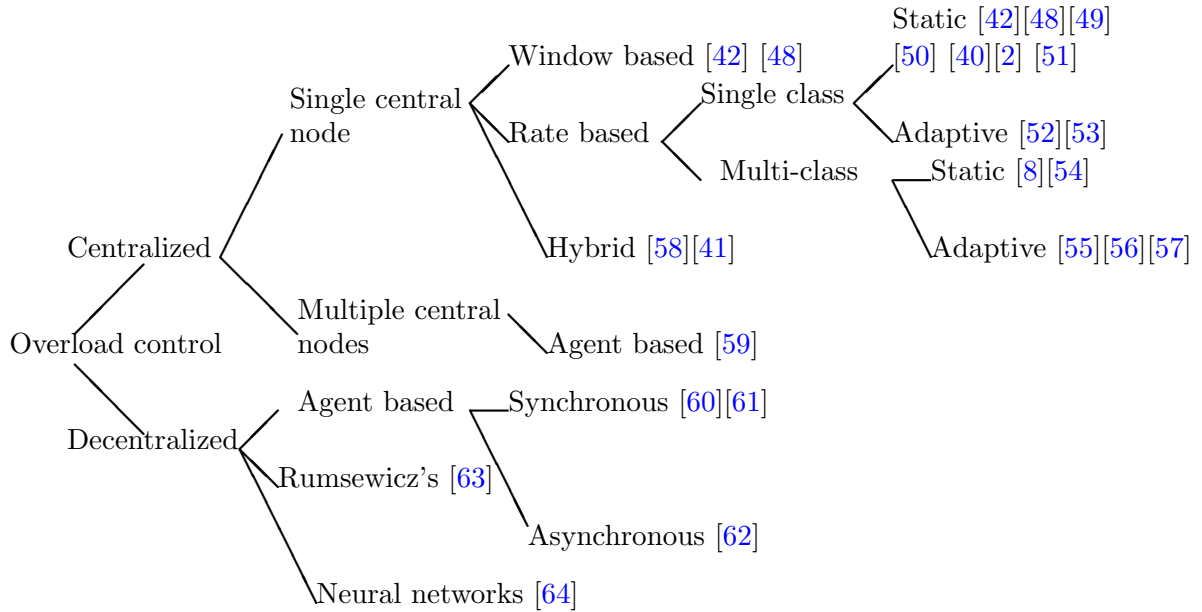 Static [42][48][49]
[50] [40][2] [51]
Window based [42] [48]
Single class
Single central
node
Rate based
Adaptive [52][53]
Multi-class
Static [8][54]
Centralized
Hybrid [58][41]
Adaptive [55][56][57]
Multiple central
nodes
Overload control
Agent based [59]
Agent based
Synchronous [60][61]
Decentralized
Rumsewicz's [63]
Asynchronous [62]
Neural networks [64]